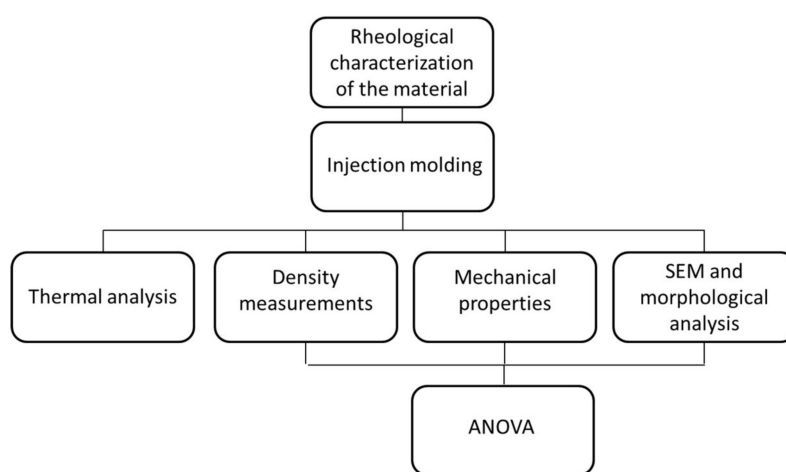 Rheological
characterization
of the material
Injection molding
Thermal analysis
Density
measurements
Mechanical
properties
SEM and
morphological
analysis
ANOVA